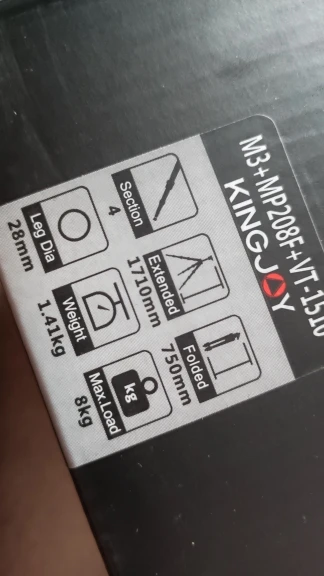 M3+MP208F+VT-1510
KINGJOY
Section
4
Extended
1710mm
Folded
750mm
Leg Dia
28mm
Weight
1.41kg
kg
Max.Load
8kg